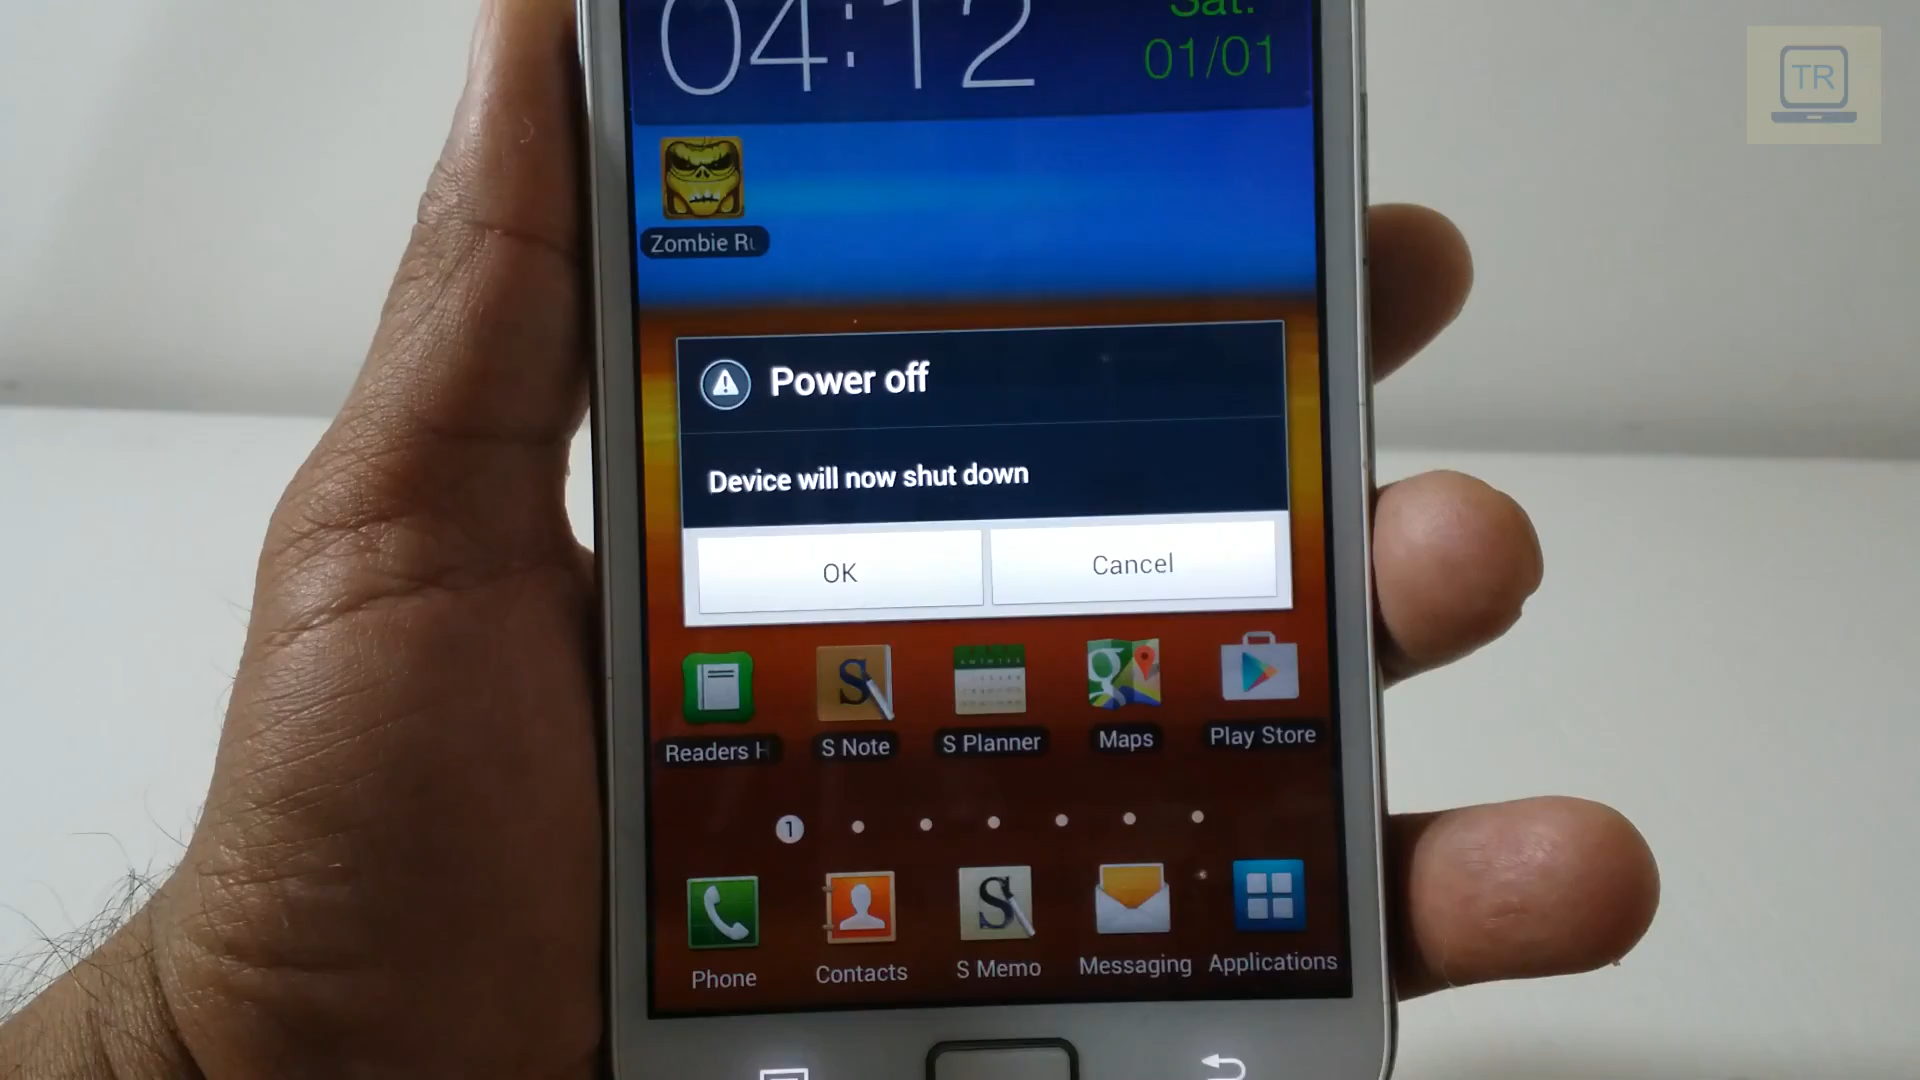 04:12
Sat.
01/01
TR
Zombie Ru
Power off
Device will now shut down
OK
Cancel
Readers H
S Note
S Planner
Maps
Play Store
1
Phone
Contacts
S Memo
Messaging
Applications